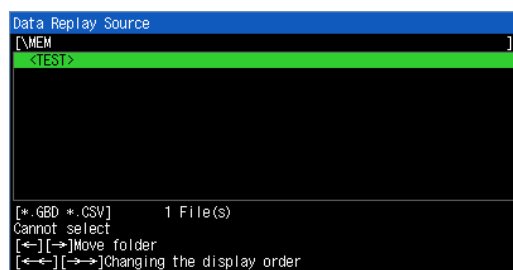 Data Replay Source
[\MEM ]
<TEST>
[*.GBD *.CSV] 1 File(s)
Cannot select
[←][→]Move folder
[←←][→→]Changing the display order